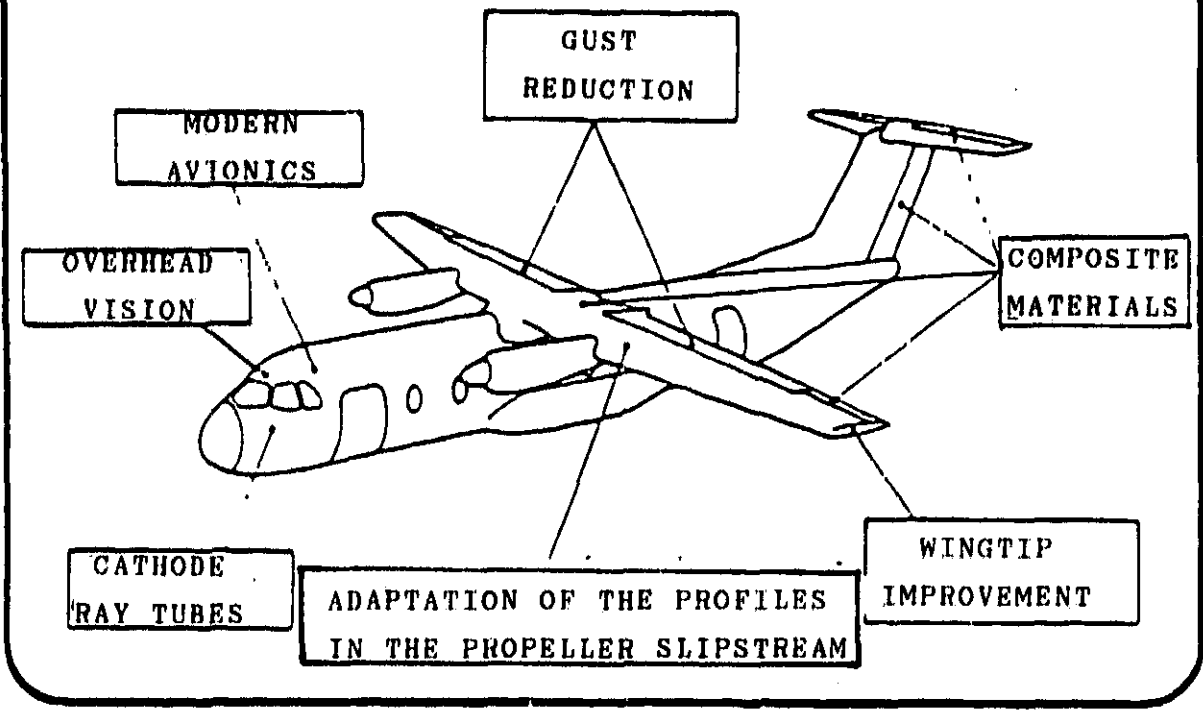 GUST
REDUCTION
MODERN
AVIONICS
OVERHEAD
VISION
COMPOSITE
MATERIALS
CATHODE
RAY TUBES
ADAPTATION OF THE PROFILES
IN THE PROPELLER SLIPSTREAM
WINGTIP
IMPROVEMENT